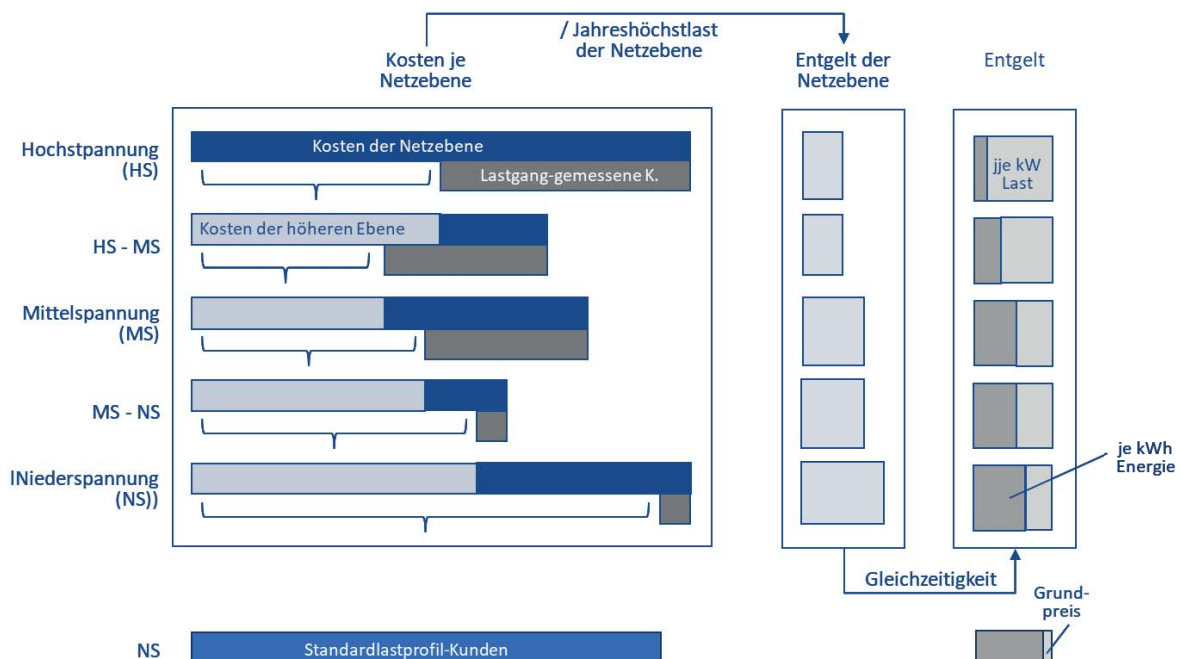 / Jahreshöchstlast
der Netzebene
Kosten je
Netzebene
Entgelt der
Netzebene
Entgelt
Hochstpannung
(HS)
Kosten der Netzebene
Lastgang-gemessene K.
jje kW
Last
HS - MS
Kosten der höheren Ebene
Mittelspannung
(MS)
MS - NS
lNiederspannung
(NS))
je kWh
Energie
Gleichzeitigkeit
Grund-
preis
NS
Standardlastprofil-Kunden